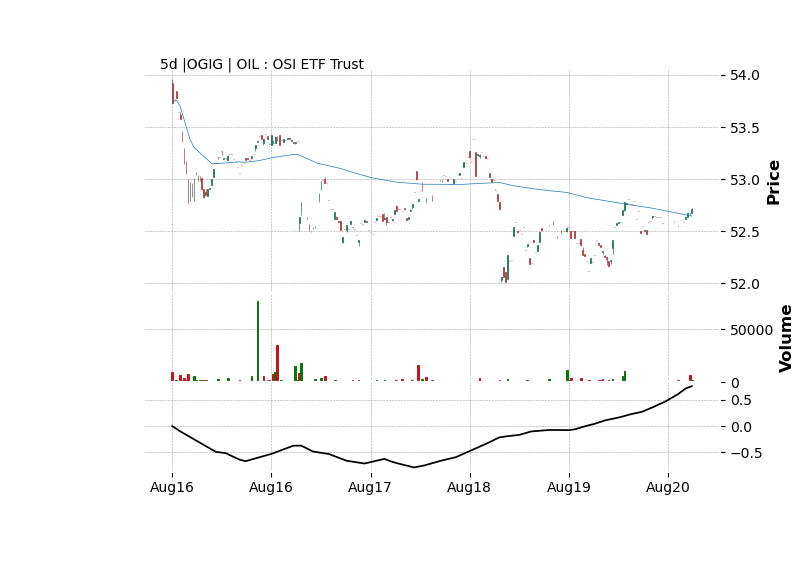 5d |OGIG | OIL : OSI ETF Trust
54.0
53.5
53.0
52.5
52.0
Price
50000
0
Volume
0.5
0.0
−0.5
Aug16 Aug16 Aug17 Aug18 Aug19 Aug20